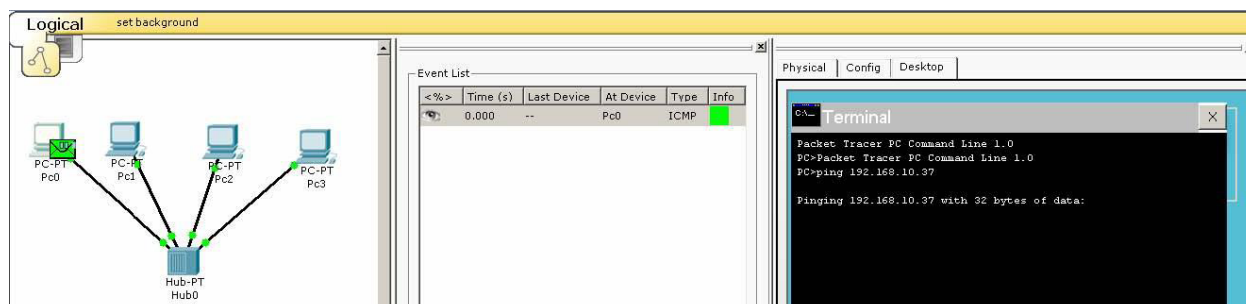 Logical set background
PC-PT
Pc0
PC-PT
Pc1
PC-PT
Pc2
PC-PT
Pc3
Hub-PT
Hub0
Event List
<%> Time (s) Last Device At Device Type Info
0.000 -- Pc0 ICMP
Physical Config Desktop
Terminal
Packet Tracer PC Command Line 1.0
PC>Packet Tracer PC Command Line 1.0
PC>ping 192.168.10.37
Pinging 192.168.10.37 with 32 bytes of data: